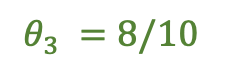 θ₃ = 8/10